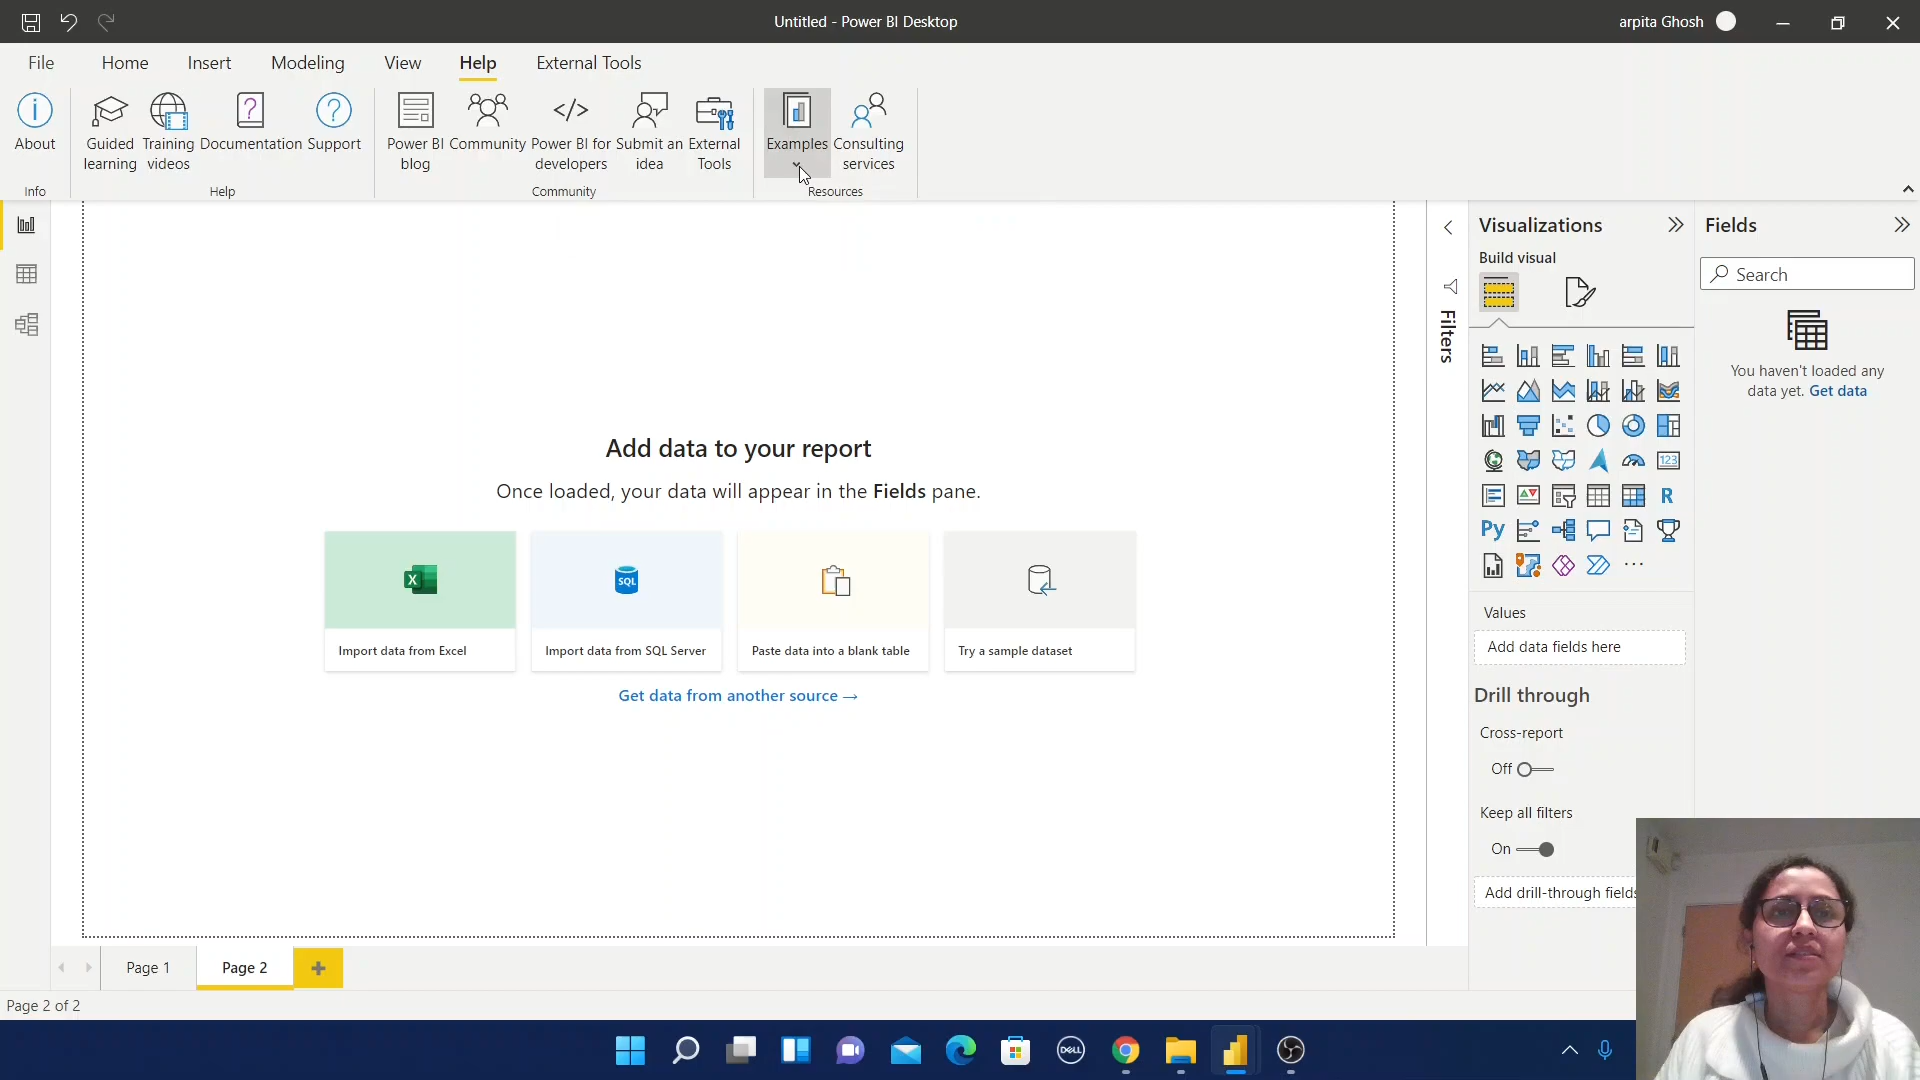 Untitled - Power BI Desktop
arpita Ghosh
File
Home
Insert
Modeling
View
Help
External Tools
About
Guided
learning
Training
videos
Documentation
Support
Power BI
blog
Community
Power BI for
developers
Submit an
idea
External
Tools
Examples
Consulting
services
Info
Help
Community
Resources
Filters
Visualizations
Build visual
123
R
Py
Values
Add data fields here
Drill through
Cross-report
Off
Keep all filters
On
Add drill-through fields
Fields
Search
You haven't loaded any
data yet. Get data
Add data to your report
Once loaded, your data will appear in the Fields pane.
X
SQL
Import data from Excel
Import data from SQL Server
Paste data into a blank table
Try a sample dataset
Get data from another source →
Page 1
Page 2
Page 2 of 2
DELL